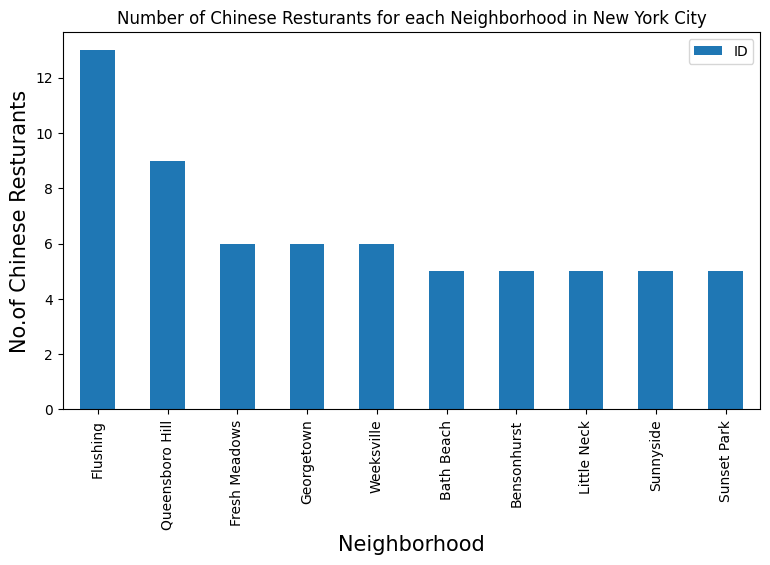 Number of Chinese Resturants for each Neighborhood in New York City
ID
No.of Chinese Resturants
12
10
8
6
4
2
0
Flushing
Queensboro Hill
Fresh Meadows
Georgetown
Weeksville
Bath Beach
Bensonhurst
Little Neck
Sunnyside
Sunset Park
Neighborhood